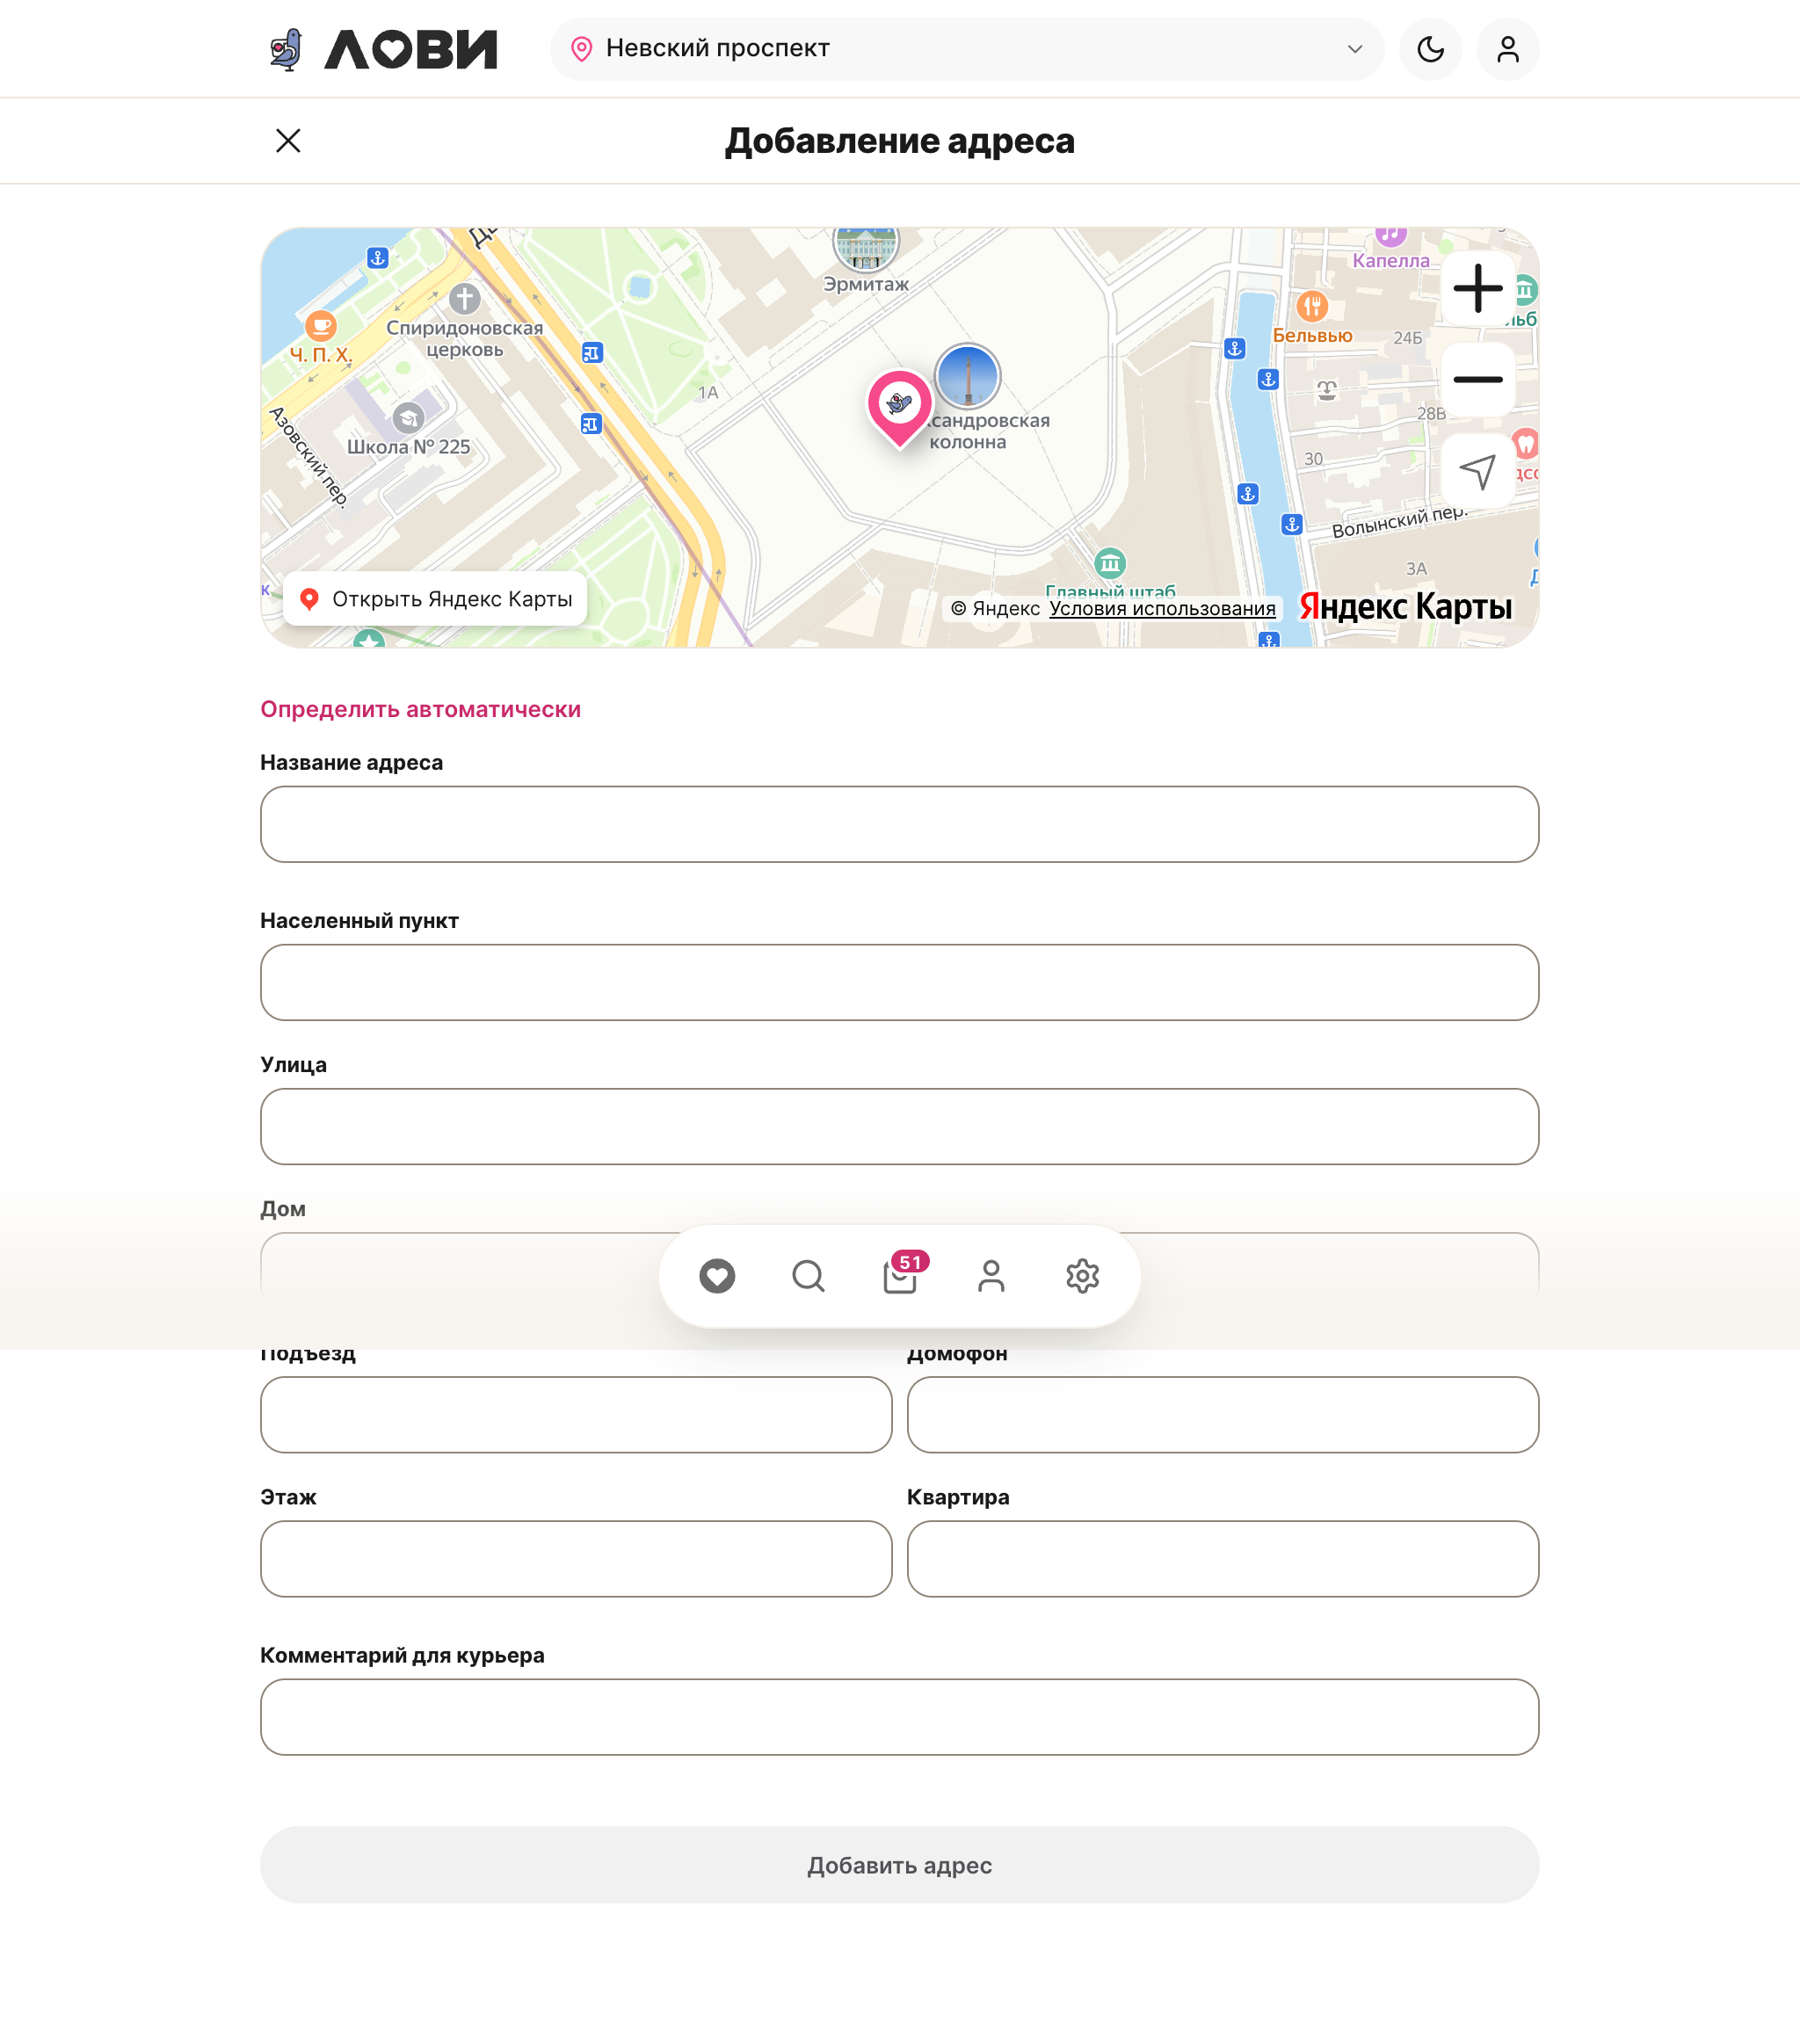 ЛОВИ
Невский проспект
Добавление адреса
Капелла
Эрмитаж
Спиридоновская
церковь
Ч. П. Х.
Бельвью
24Б
1А
28В
Азовский пер.
Школа № 225
колонна
30
Волынский пер.
3А
Главный штаб
Открыть Яндекс Карты
© Яндекс Условия использования
Яндекс Карты
Определить автоматически
Название адреса
Населенный пункт
Улица
Дом
51
Подъезд
Домофон
Этаж
Квартира
Комментарий для курьера
Добавить адрес